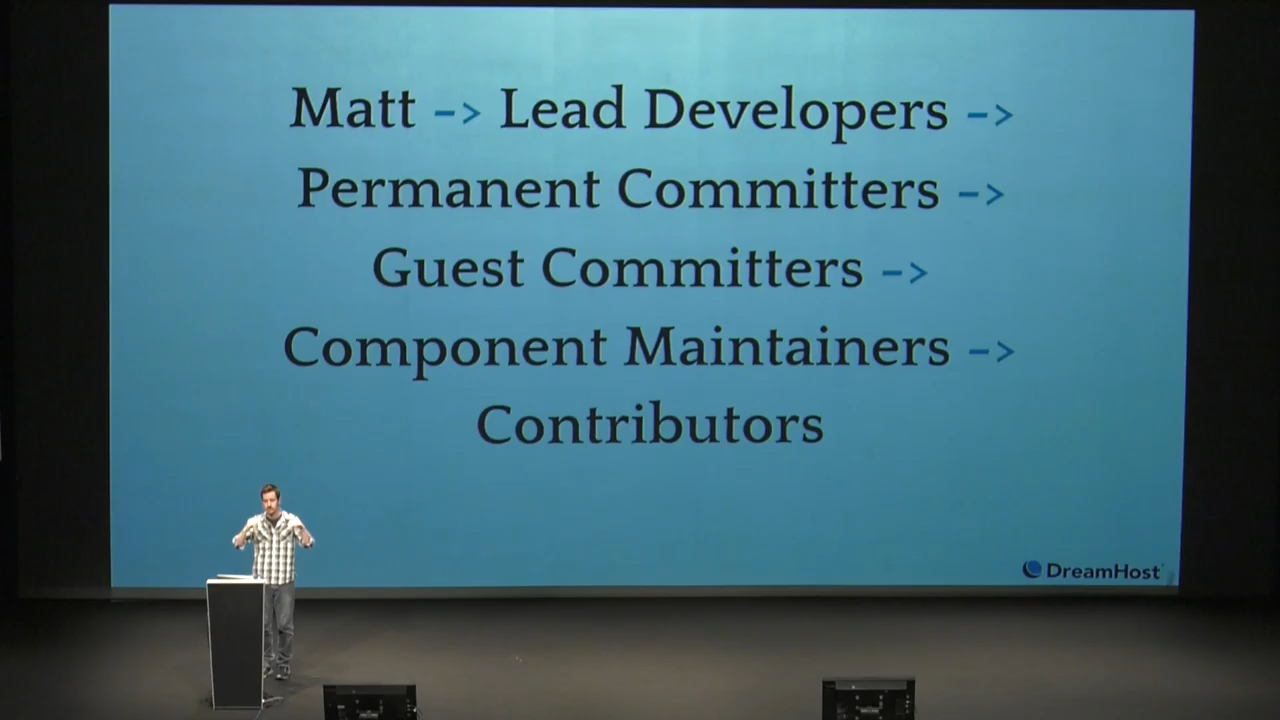 Matt -> Lead Developers ->
Permanent Committers ->
Guest Committers ->
Component Maintainers ->
Contributors
DreamHost